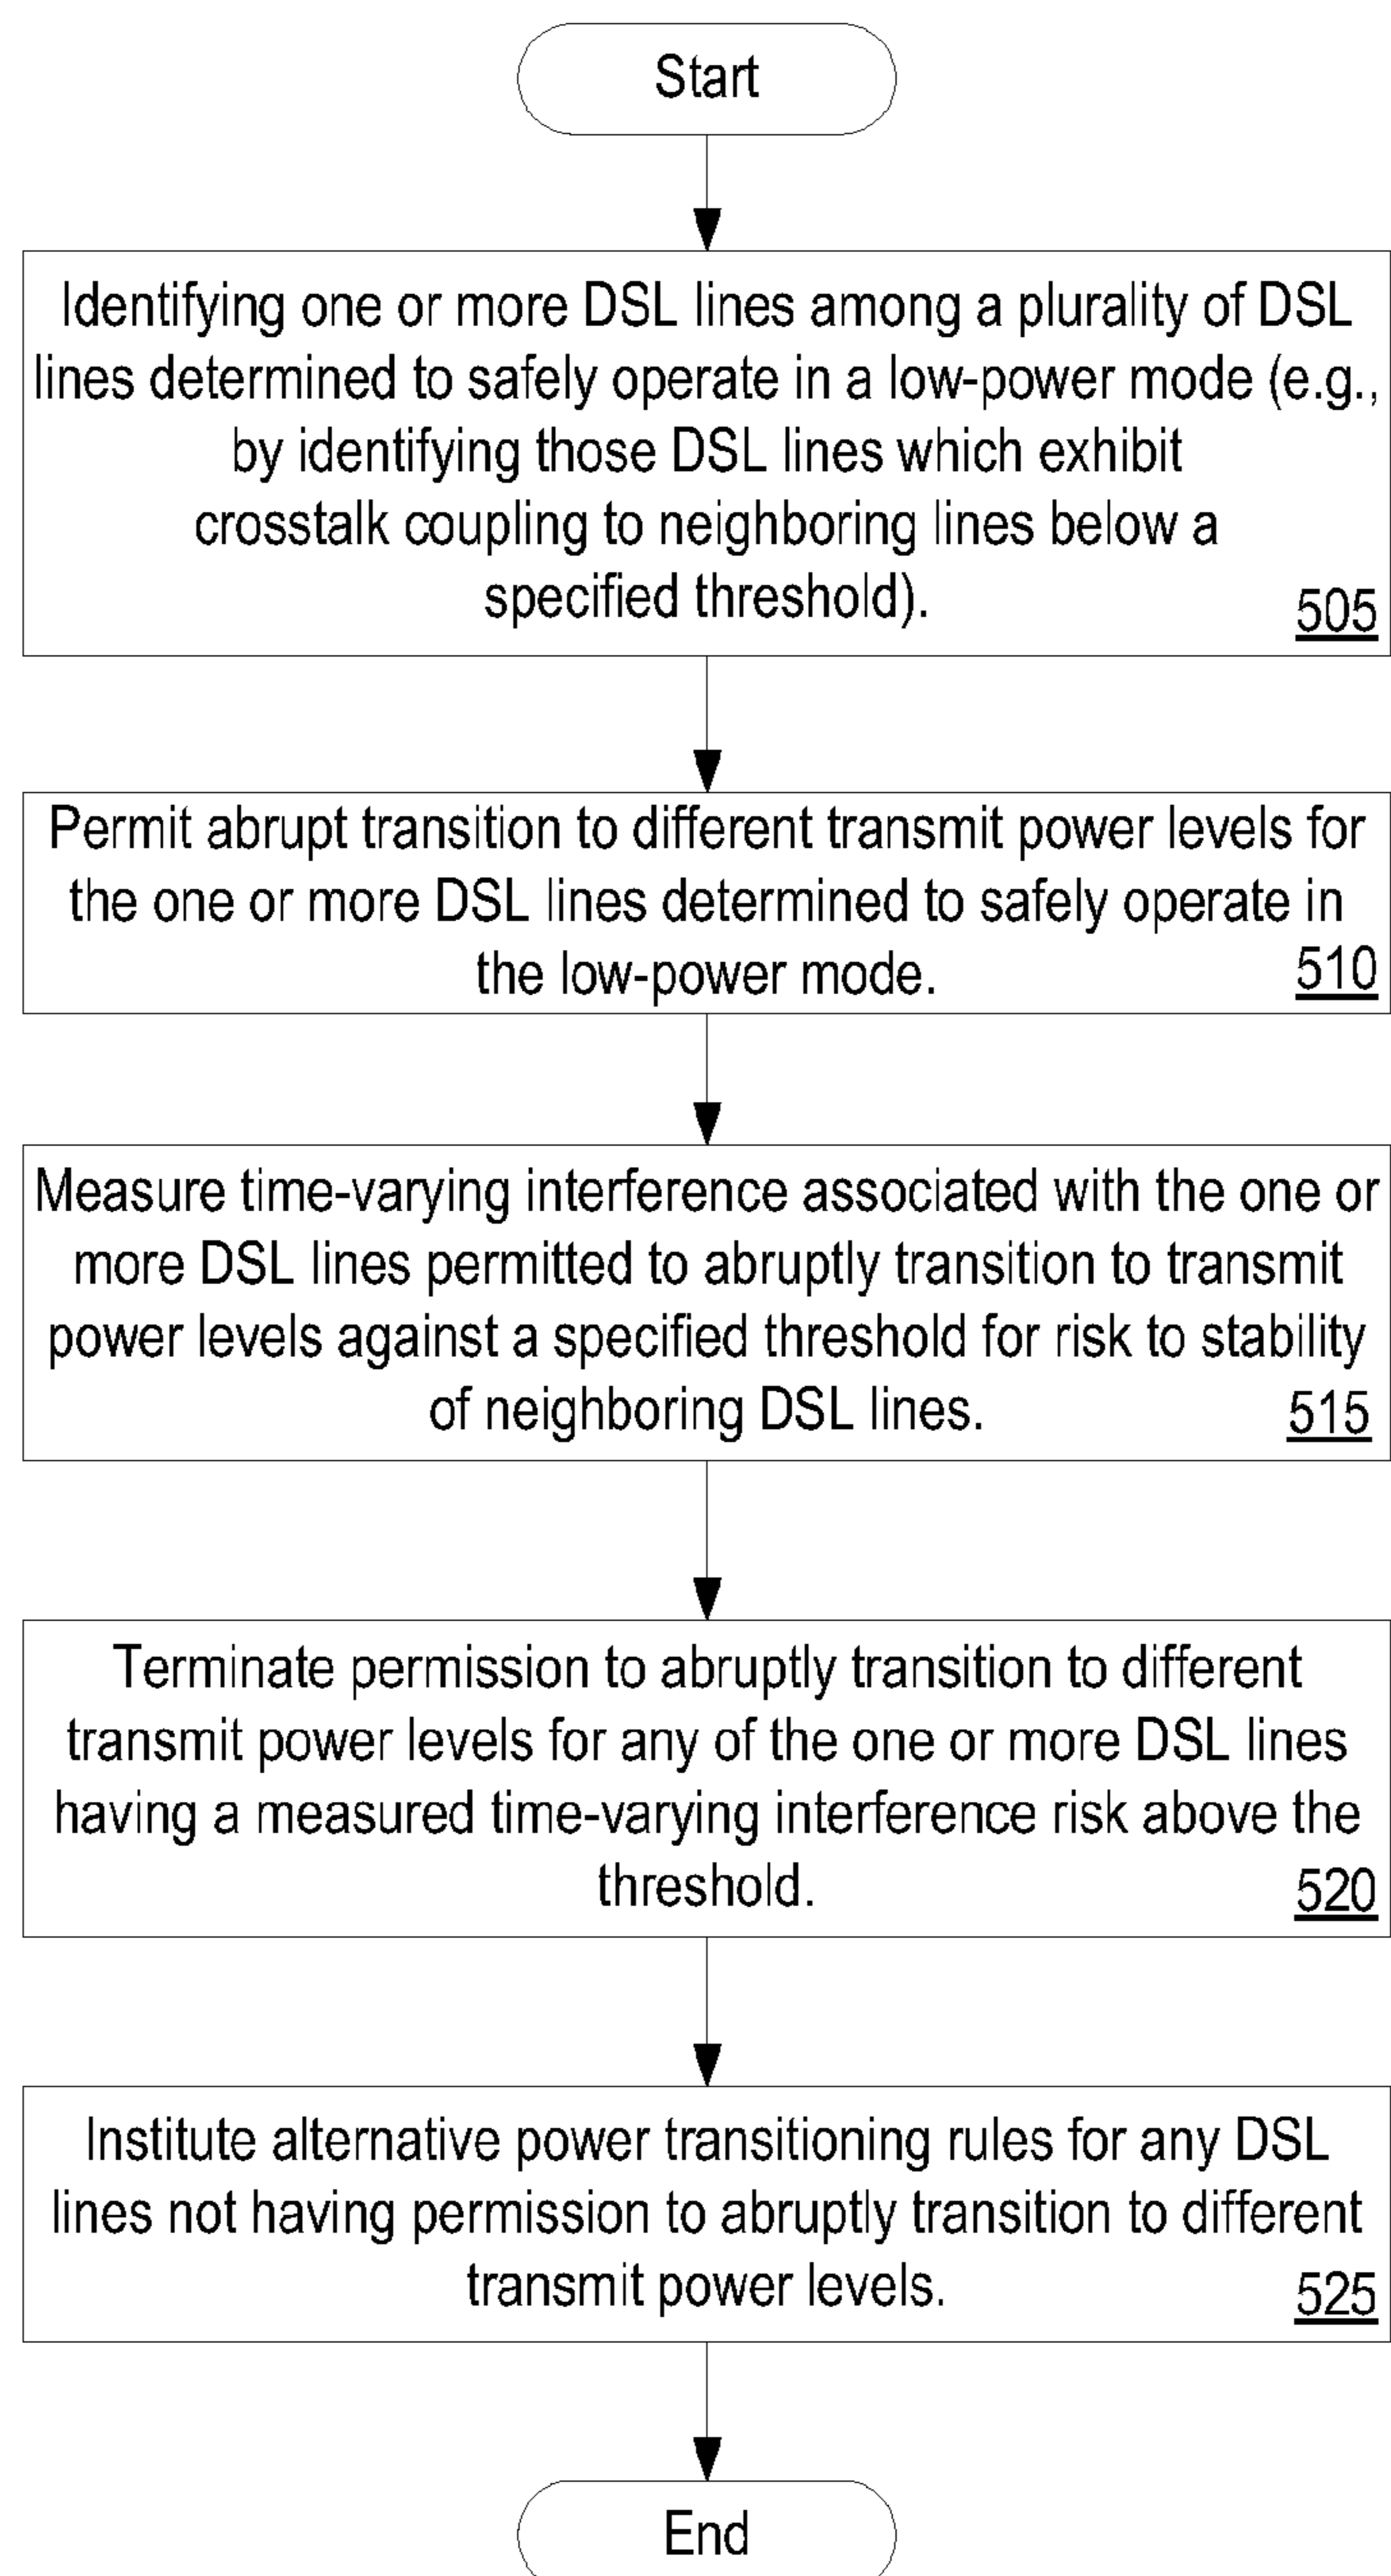 Start
Identifying one or more DSL lines among a plurality of DSL
lines determined to safely operate in a low-power mode (e.g.,
by identifying those DSL lines which exhibit
crosstalk coupling to neighboring lines below a
specified threshold).
505
Permit abrupt transition to different transmit power levels for
the one or more DSL lines determined to safely operate in
the low-power mode.
510
Measure time-varying interference associated with the one or
more DSL lines permitted to abruptly transition to transmit
power levels against a specified threshold for risk to stability
of neighboring DSL lines.
515
Terminate permission to abruptly transition to different
transmit power levels for any of the one or more DSL lines
having a measured time-varying interference risk above the
threshold.
520
Institute alternative power transitioning rules for any DSL
lines not having permission to abruptly transition to different
transmit power levels.
525
End